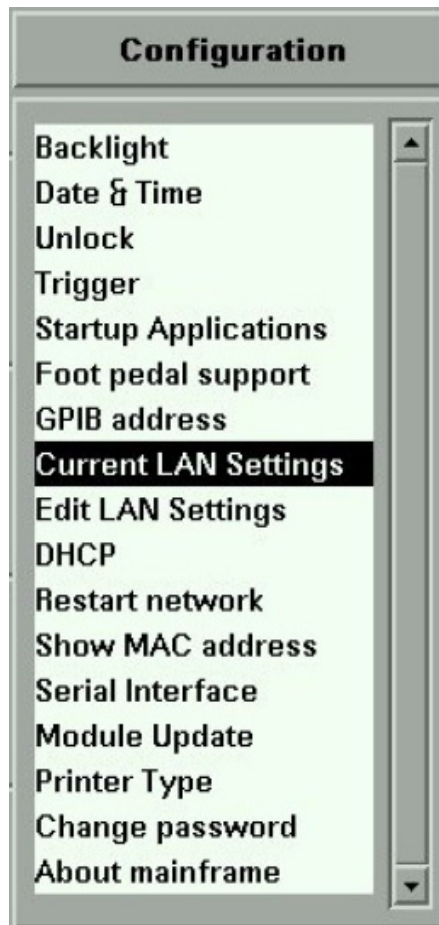 Configuration
Backlight
Date & Time
Unlock
Trigger
Startup Applications
Foot pedal support
GPIB address
Current LAN Settings
Edit LAN Settings
DHCP
Restart network
Show MAC address
Serial Interface
Module Update
Printer Type
Change password
About mainframe